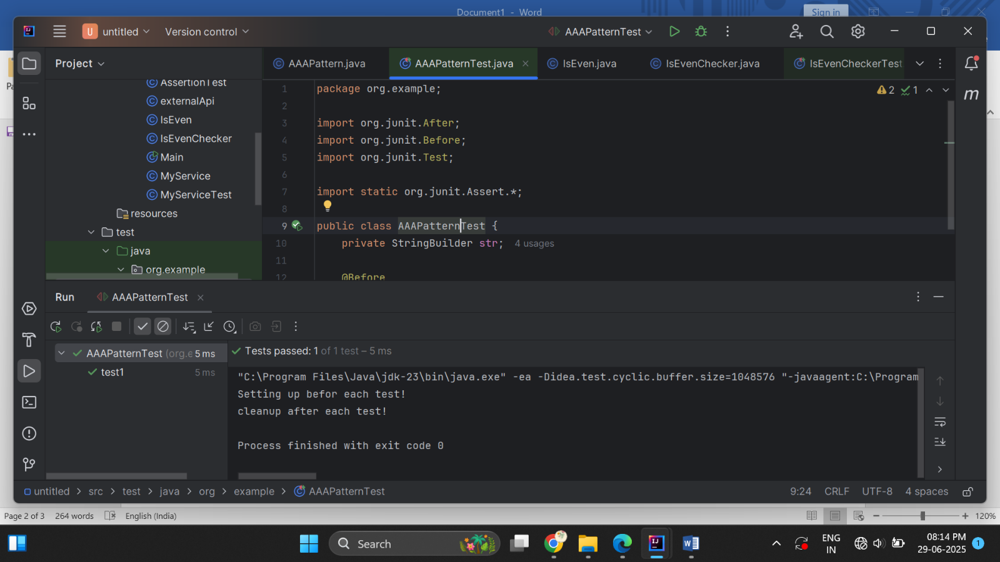 Document1 - Word
Sign in
U untitled
Version control
AAAPatternTest
Project
AAAPattern.java
AAAPatternTest.java
IsEven.java
IsEvenChecker.java
IsEvenCheckerTest
AssertionTest
externalApi
IsEven
IsEvenChecker
Main
MyService
MyServiceTest
resources
test
java
org.example
1 package org.example;
2
3 import org.junit.After;
4 import org.junit.Before;
5 import org.junit.Test;
6
7 import static org.junit.Assert.*;
8
9 public class AAAPatternTest {
10 private StringBuilder str; 4 usages
11
12 @Before
2 1
m
Run
AAAPatternTest
AAAPatternTest (org.e 5 ms
test1 5 ms
Tests passed: 1 of 1 test – 5 ms
"C:\Program Files\Java\jdk-23\bin\java.exe" -ea -Didea.test.cyclic.buffer.size=1048576 "-javaagent:C:\Program
Setting up befor each test!
cleanup after each test!
Process finished with exit code 0
untitled > src > test > java > org > example > AAAPatternTest
9:24 CRLF UTF-8 4 spaces
Page 2 of 3 264 words English (India)
120%
Search
ENG
IN
08:14 PM
29-06-2025
1